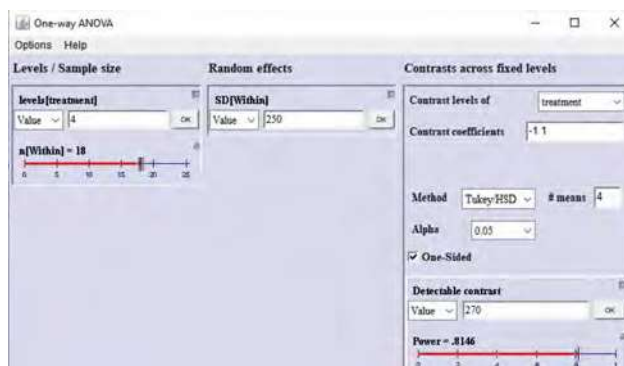 One-way ANOVA
Options Help
Levels / Sample size
levels[treatment]
Value 4 OK
n[Within] = 18
0 5 10 15 20 25
Random effects
SD[Within]
Value 250 OK
Contrasts across fixed levels
Contrast levels of treatment
Contrast coefficients -1 1
Method Tukey/HSD # means 4
Alpha 0.05
One-Sided
Detectable contrast
Value 270 OK
Power = .8146